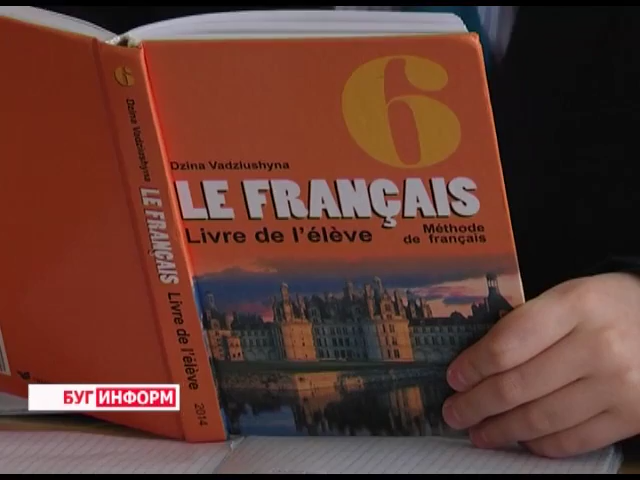 6
Dzina Vadziushyna
LE FRANÇAIS
Livre de l'élève
Méthode
de français
6 Dzina Vadziushyna LE FRANÇAIS Livre de l'élève 2014
БУГ ИНФОРМ